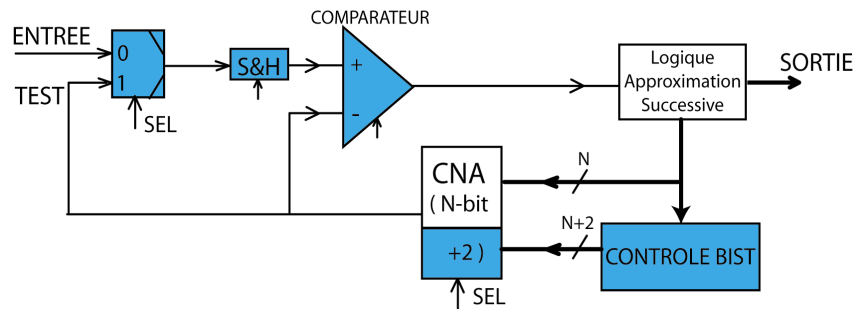 COMPARATEUR
ENTREE
0
1
TEST
SEL
S&H
+
-
Logique
Approximation
Successive
SORTIE
CNA
( N-bit
+2 )
SEL
N
N+2
CONTROLE BIST